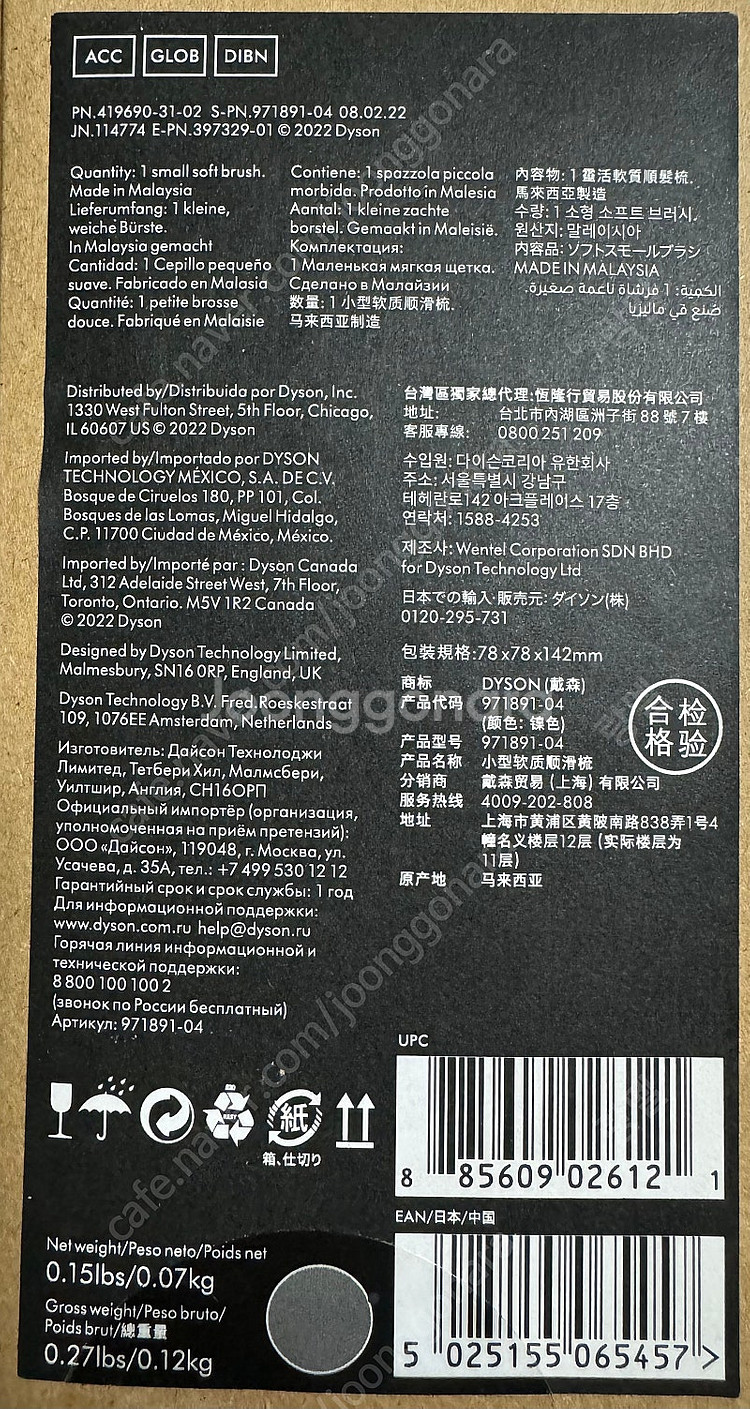 ACC GLOB DIBN
PN.419690-31-02 S-PN.971891-04 08.02.22
JN.114774 E-PN.397329-01 © 2022 Dyson
Quantity: 1 small soft brush.
Made in Malaysia
Lieferumfang: 1 kleine,
weiche Bürste.
In Malaysia gemacht
Cantidad: 1 Cepillo pequeño
suave. Fabricado en Malasia
Quantité: 1 petite brosse
douce. Fabriqué en Malaisie
Contiene: 1 spazzola piccola
morbida. Prodotto in Malesia
Aantal: 1 kleine zachte
borstel. Gemaakt in Maleisië.
Комплектация:
1 Маленькая мягкая щетка.
Сделано в Малайзии
数量: 1 小型软质顺滑梳.
马来西亚制造
內容物: 1 靈活軟質順髮梳.
馬來西亞製造
수량: 1 소형 소프트 브러시.
원산지: 말레이시아
内容品: ソフトスモールブラシ
MADE IN MALAYSIA
الكمية: 1 فرشاة ناعمة صغيرة.
صُنع في ماليزيا
Distributed by/Distribuida por Dyson, Inc.
1330 West Fulton Street, 5th Floor, Chicago,
IL 60607 US © 2022 Dyson
Imported by/Importado por DYSON
TECHNOLOGY MÉXICO, S.A. DE C.V.
Bosque de Ciruelos 180, PP 101, Col.
Bosques de las Lomas, Miguel Hidalgo,
C.P. 11700 Ciudad de México, México.
Imported by/Importé par : Dyson Canada
Ltd, 312 Adelaide Street West, 7th Floor,
Toronto, Ontario. M5V 1R2 Canada
© 2022 Dyson
Designed by Dyson Technology Limited,
Malmesbury, SN16 0RP, England, UK
Dyson Technology B.V. Fred. Roeskestraat
109, 1076EE Amsterdam, Netherlands
Изготовитель: Дайсон Технолоджи
Лимитед, Тетбери Хил, Малмсбери,
Уилтшир, Англия, СН16ОРП
Официальный импортёр (организация,
уполномоченная на приём претензий):
ООО «Дайсон», 119048, г. Москва, ул.
Усачева, д. 35А, тел.: +7 499 530 12 12
Гарантийный срок и срок службы: 1 год
Для информационной поддержки:
www.dyson.com.ru help@dyson.ru
Горячая линия информационной и
технической поддержки:
8 800 100 100 2
(звонок по России бесплатный)
Артикул: 971891-04
台灣區獨家總代理:恆隆行貿易股份有限公司
地址: 台北市內湖區洲子街 88 號 7 樓
客服專線: 0800 251 209
수입원: 다이슨코리아 유한회사
주소: 서울특별시 강남구
테헤란로142 아크플레이스 17층
연락처: 1588-4253
제조사: Wentel Corporation SDN BHD
for Dyson Technology Ltd
日本での輸入・販売元: ダイソン(株)
0120-295-731
包裝規格:78 x 78 x 142mm
商标 DYSON (戴森)
产品代码 971891-04
(颜色: 镍色)
产品型号 971891-04
产品名称 小型软质顺滑梳
分销商 戴森贸易 (上海) 有限公司
服务热线 4009-202-808
地址 上海市黄浦区黄陂南路838弄1号4
幢名义楼层12层 (实际楼层为
11层)
原产地 马来西亚
合检
格验
紙
箱、仕切り
UPC
8 85609 02612 1
EAN/日本/中国
5 025155 065457 >
Net weight/Peso neto/Poids net
0.15lbs/0.07kg
Gross weight/Peso bruto/
Poids brut/總重量
0.27lbs/0.12kg
cafe.naver.com/joonggonara
joonggonara